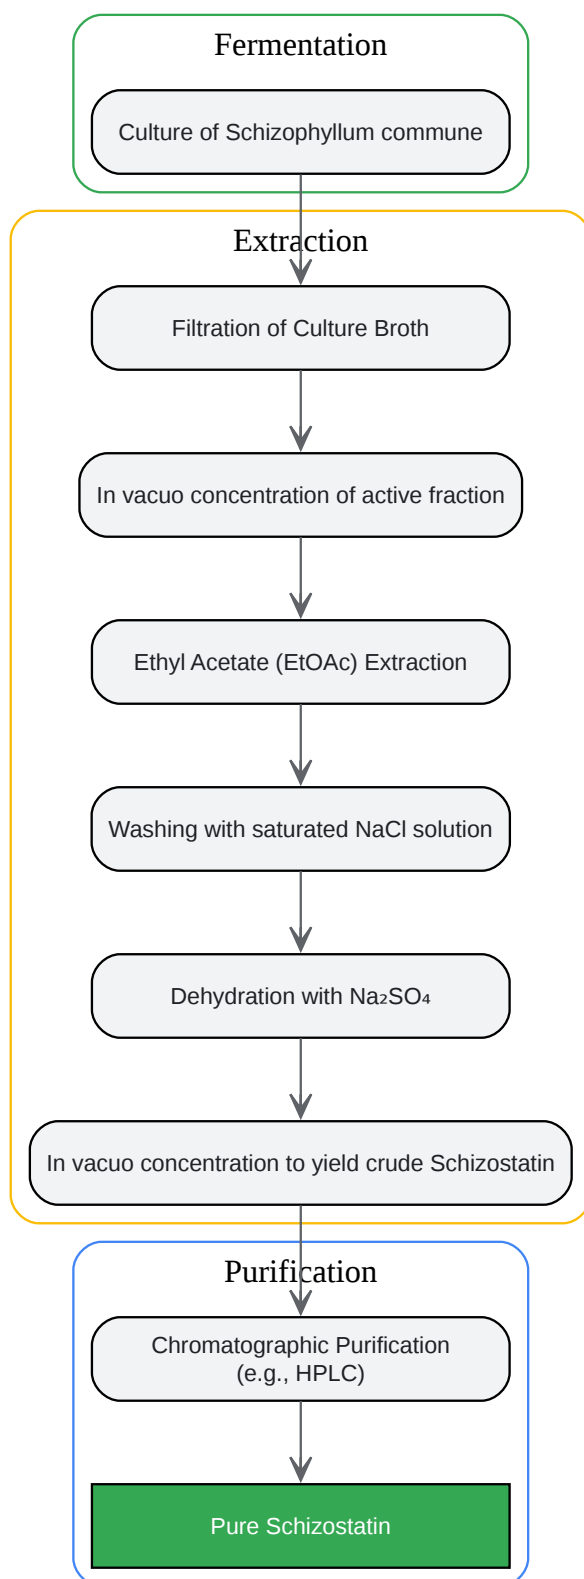 Fermentation
Culture of Schizophyllum commune
Extraction
Filtration of Culture Broth
In vacuo concentration of active fraction
Ethyl Acetate (EtOAc) Extraction
Washing with saturated NaCl solution
Dehydration with Na₂SO₄
In vacuo concentration to yield crude Schizostatin
Purification
Chromatographic Purification
(e.g., HPLC)
Pure Schizostatin